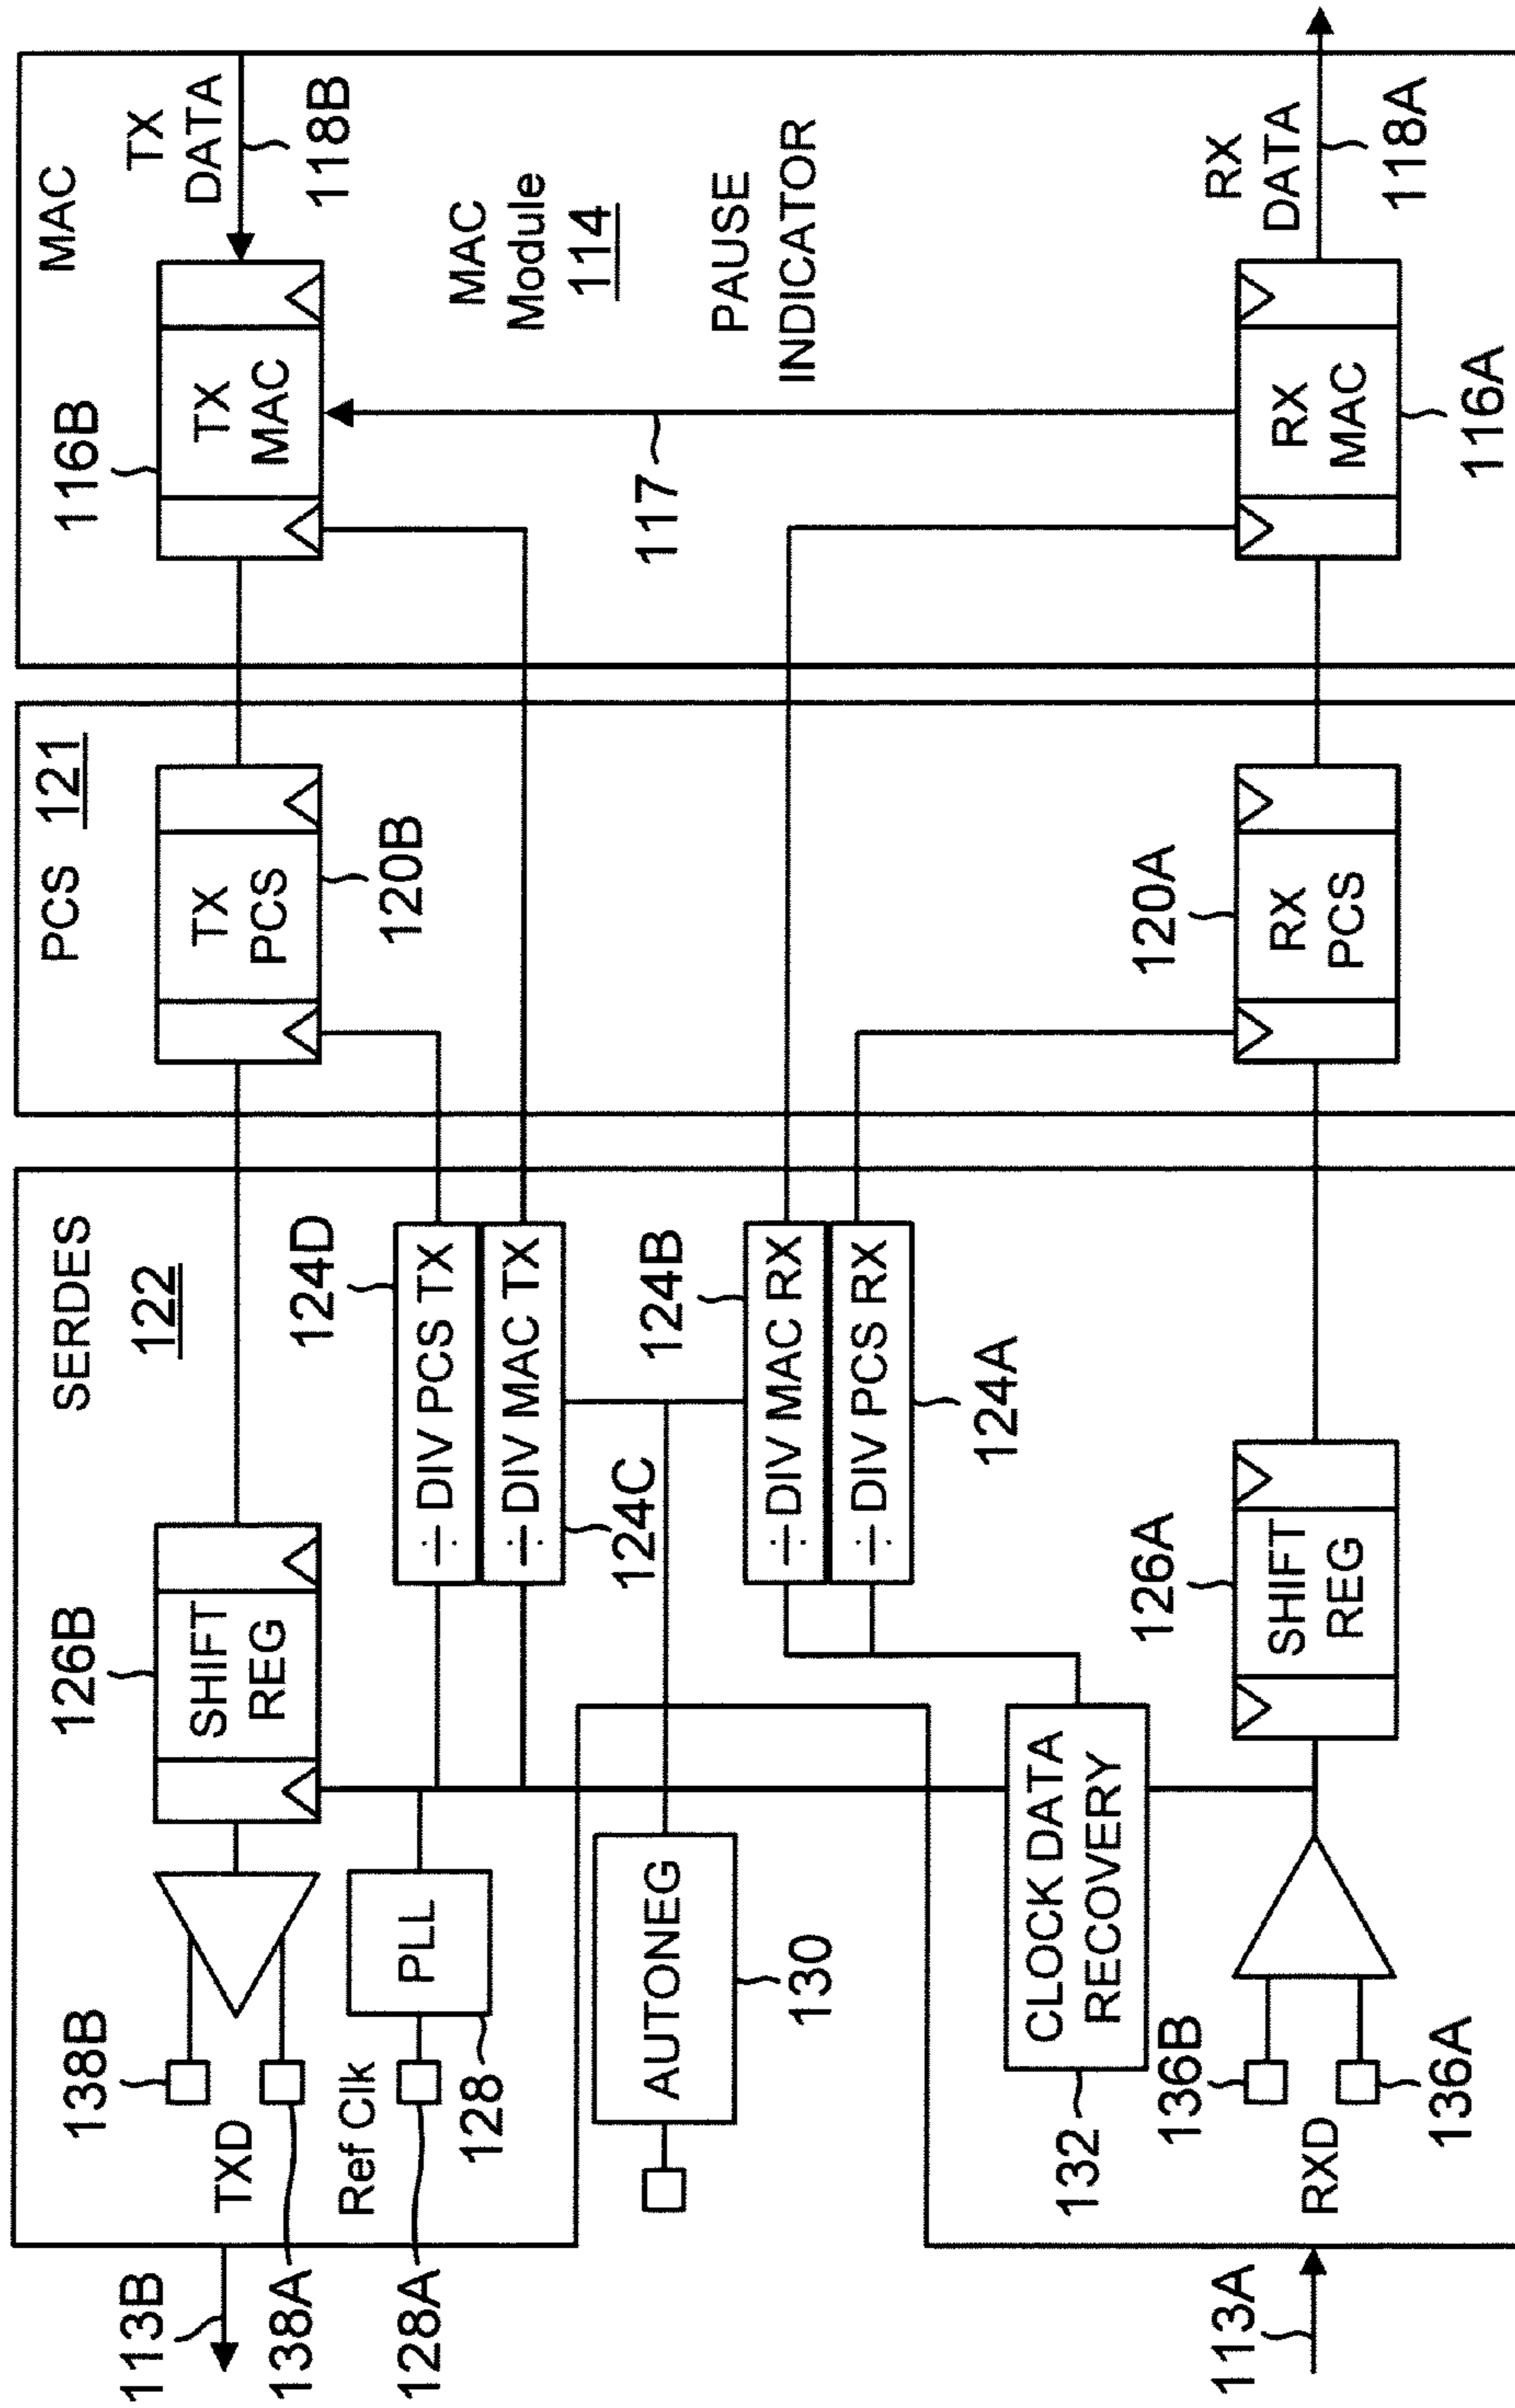 SERDES
122
PCS 121
MAC
113B
138B
TXD
138A
126B
SHIFT
REG
TX
PCS
120B
116B
TX
MAC
TX
DATA
118B
Ref Clk
128A
PLL
128
124D
÷ DIV PCS TX
÷ DIV MAC TX
124C
MAC
Module
114
AUTONEG
130
117
PAUSE
INDICATOR
124B
÷DIV MAC RX
÷ DIV PCS RX
124A
CLOCK DATA
RECOVERY
132
113A
RXD
136B
136A
126A
SHIFT
REG
120A
RX
PCS
RX
MAC
116A
RX
DATA
118A